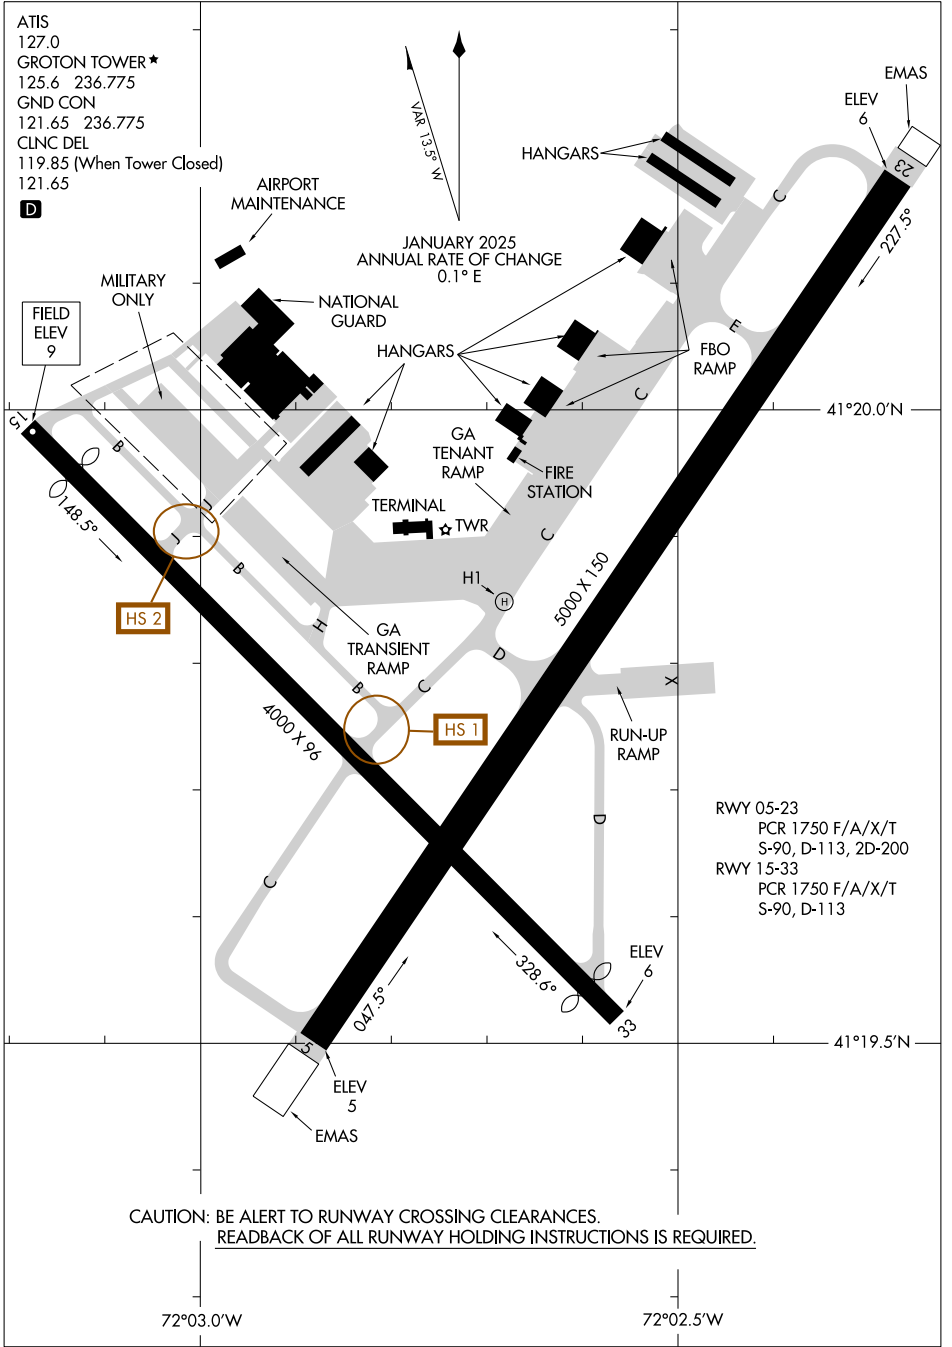 ATIS
127.0
GROTON TOWER★
125.6 236.775
GND CON
121.65 236.775
CLNC DEL
119.85 (When Tower Closed)
121.65
D
VAR 13.5° W
JANUARY 2025
ANNUAL RATE OF CHANGE
0.1° E
EMAS
ELEV
6
23
227.5°
HANGARS
C
AIRPORT
MAINTENANCE
MILITARY
ONLY
NATIONAL
GUARD
FIELD
ELEV
9
HANGARS
E
FBO
RAMP
C
15
41°20.0'N
B
GA
TENANT
RAMP
FIRE
STATION
148.5°
J
TERMINAL
TWR
C
J
B
H1
H
5000 X 150
HS 2
H
GA
TRANSIENT
RAMP
D
B
C
X
4000 X 96
HS 1
RUN-UP
RAMP
RWY 05-23
PCR 1750 F/A/X/T
S-90, D-113, 2D-200
RWY 15-33
PCR 1750 F/A/X/T
S-90, D-113
D
C
328.6°
ELEV
6
33
047.5°
5
41°19.5'N
ELEV
5
EMAS
CAUTION: BE ALERT TO RUNWAY CROSSING CLEARANCES.
READBACK OF ALL RUNWAY HOLDING INSTRUCTIONS IS REQUIRED.
72°03.0'W
72°02.5'W